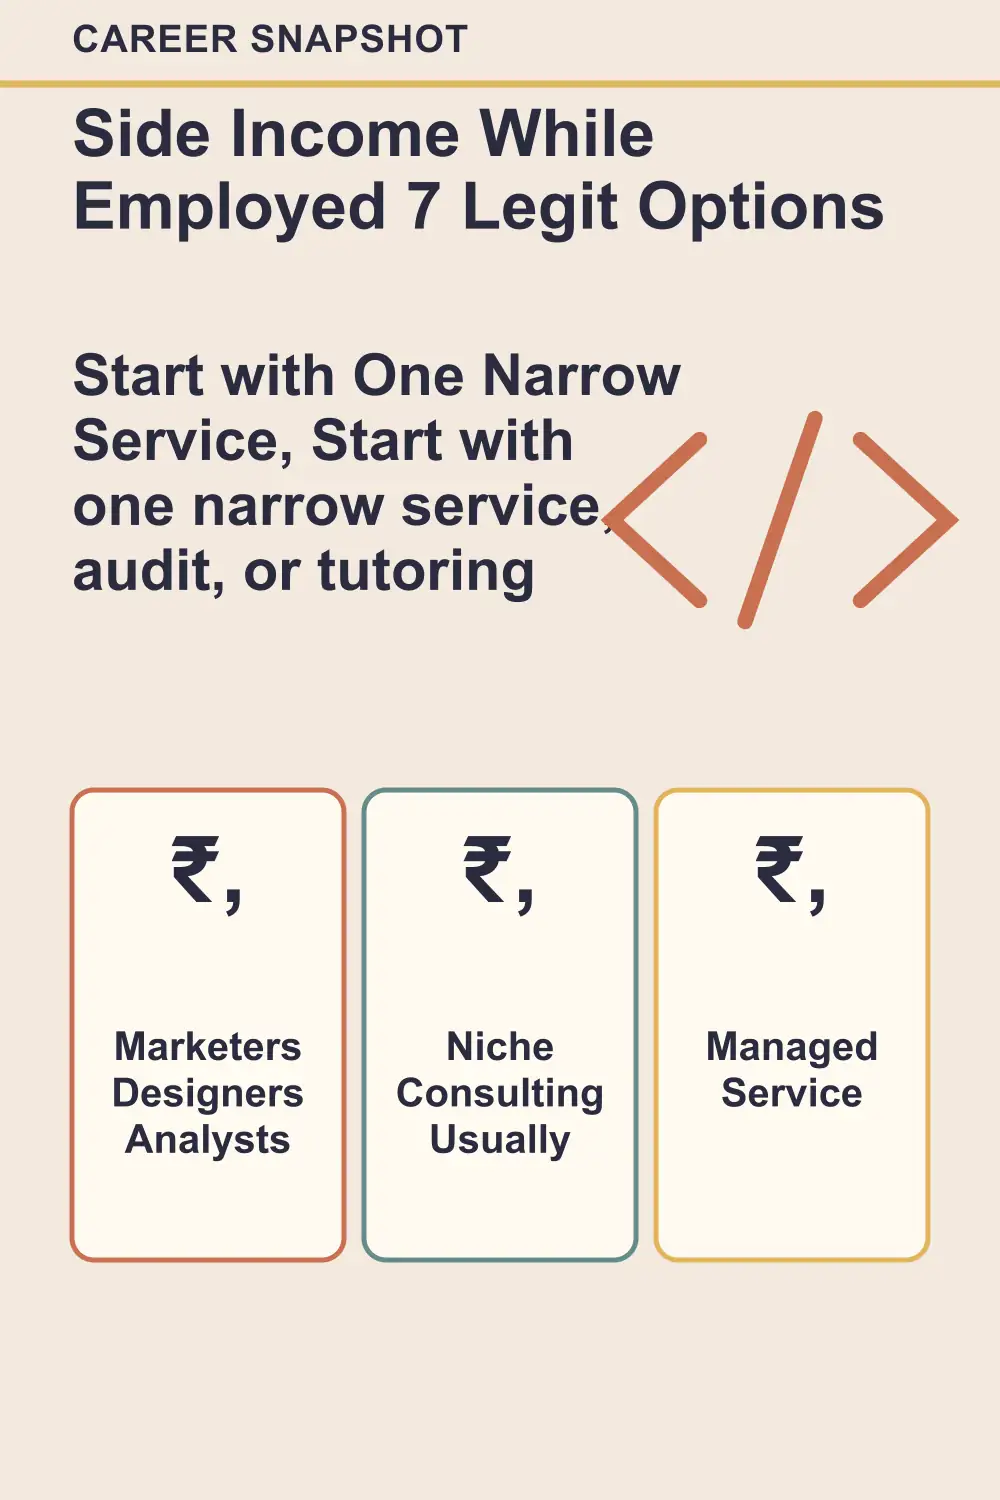 CAREER SNAPSHOT
Side Income While
Employed 7 Legit Options
Start with One Narrow
Service, Start with
one narrow service,
audit, or tutoring
₹,
Marketers
Designers
Analysts
₹,
Niche
Consulting
Usually
₹,
Managed
Service